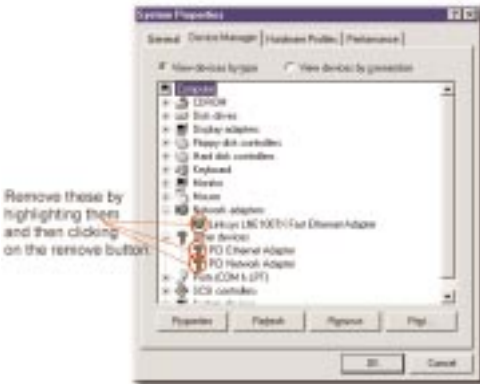 System Properties
General Device Manager Hardware Profiles Performance
View devices by type View devices by connection
Computer
CDROM
Disk drives
Display adapters
Floppy disk controllers
Hard disk controllers
Keyboard
Monitor
Mouse
Network adapters
Linksys LNE100TX Fast Ethernet Adapter
Other devices
PCI Ethernet Adapter
PCI Network Adapter
Ports (COM & LPT)
SCSI controllers
Remove these by
highlighting them
and then clicking
on the remove button.
Properties Refresh Remove Print
OK Cancel